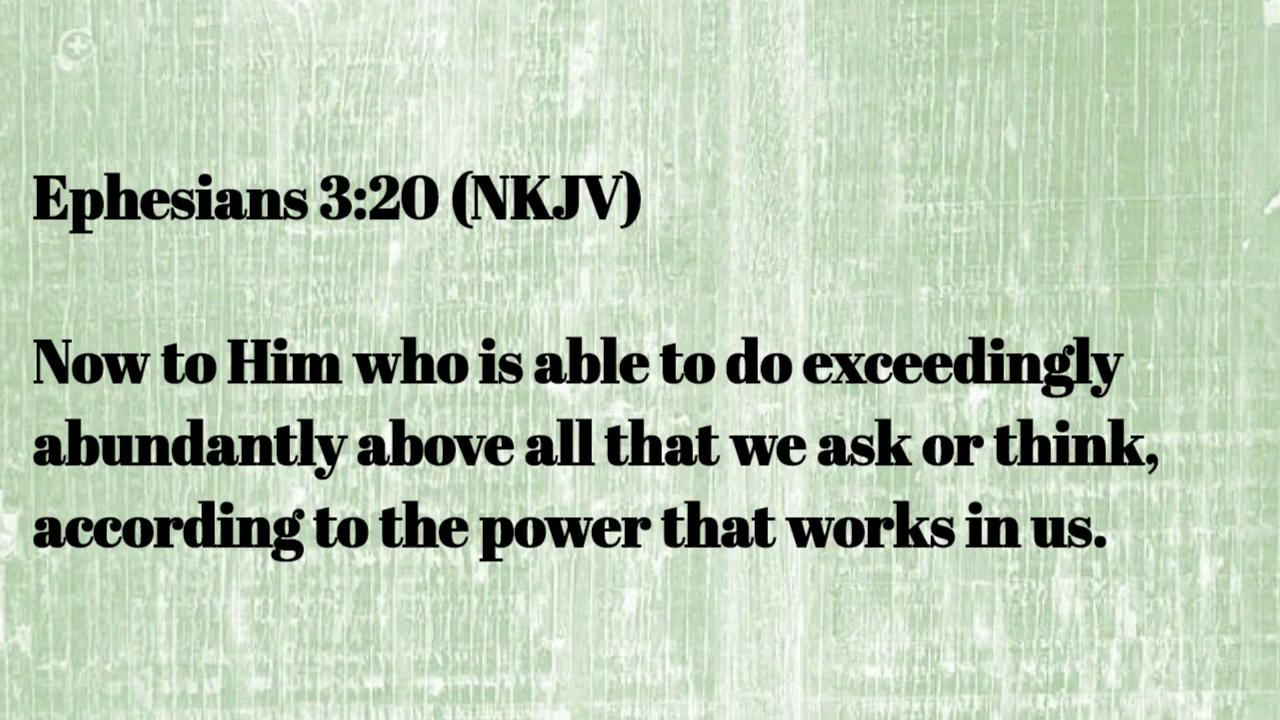 Ephesians 3:20 (NKJV)
Now to Him who is able to do exceedingly
abundantly above all that we ask or think,
according to the power that works in us.